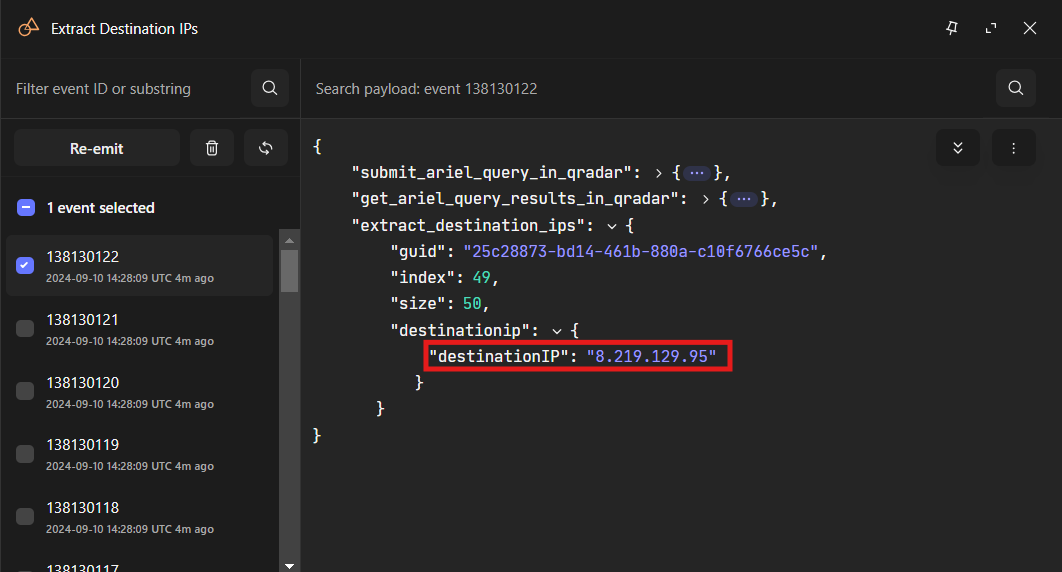 Extract Destination IPs
Filter event ID or substring
Search payload: event 138130122
Re-emit
1 event selected
138130122
2024-09-10 14:28:09 UTC 4m ago
138130121
2024-09-10 14:28:09 UTC 4m ago
138130120
2024-09-10 14:28:09 UTC 4m ago
138130119
2024-09-10 14:28:09 UTC 4m ago
138130118
2024-09-10 14:28:09 UTC 4m ago
138130117
{
"submit_ariel_query_in_qradar": > {···},
"get_ariel_query_results_in_qradar": > {···},
"extract_destination_ips": ⌄ {
"guid": "25c28873-bd14-461b-880a-c10f6766ce5c",
"index": 49,
"size": 50,
"destinationip": ⌄ {
"destinationIP": "8.219.129.95"
}
}
}